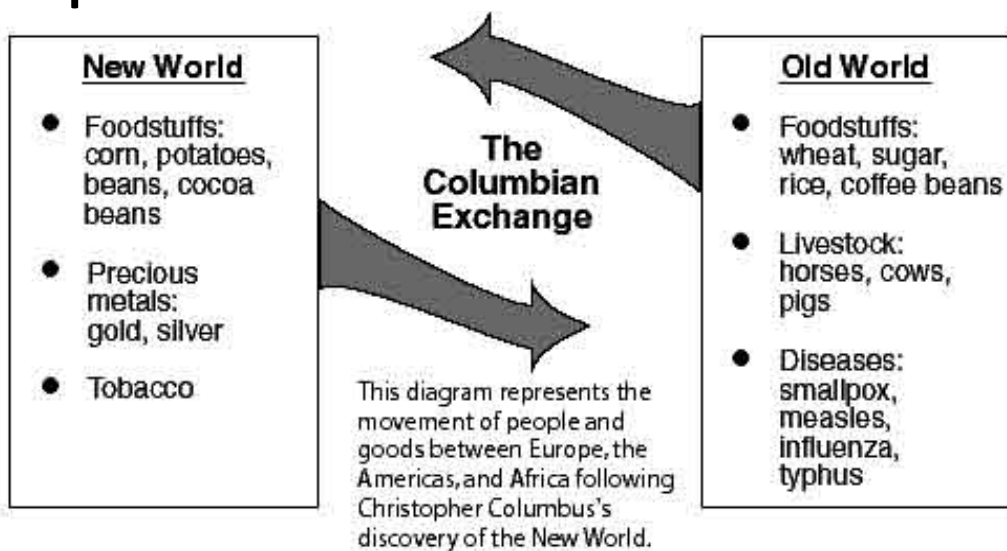 New World
● Foodstuffs:
corn, potatoes,
beans, cocoa
beans
● Precious
metals:
gold, silver
● Tobacco
The
Columbian
Exchange
This diagram represents the
movement of people and
goods between Europe, the
Americas, and Africa following
Christopher Columbus's
discovery of the New World.
Old World
● Foodstuffs:
wheat, sugar,
rice, coffee beans
● Livestock:
horses, cows,
pigs
● Diseases:
smallpox,
measles,
influenza,
typhus